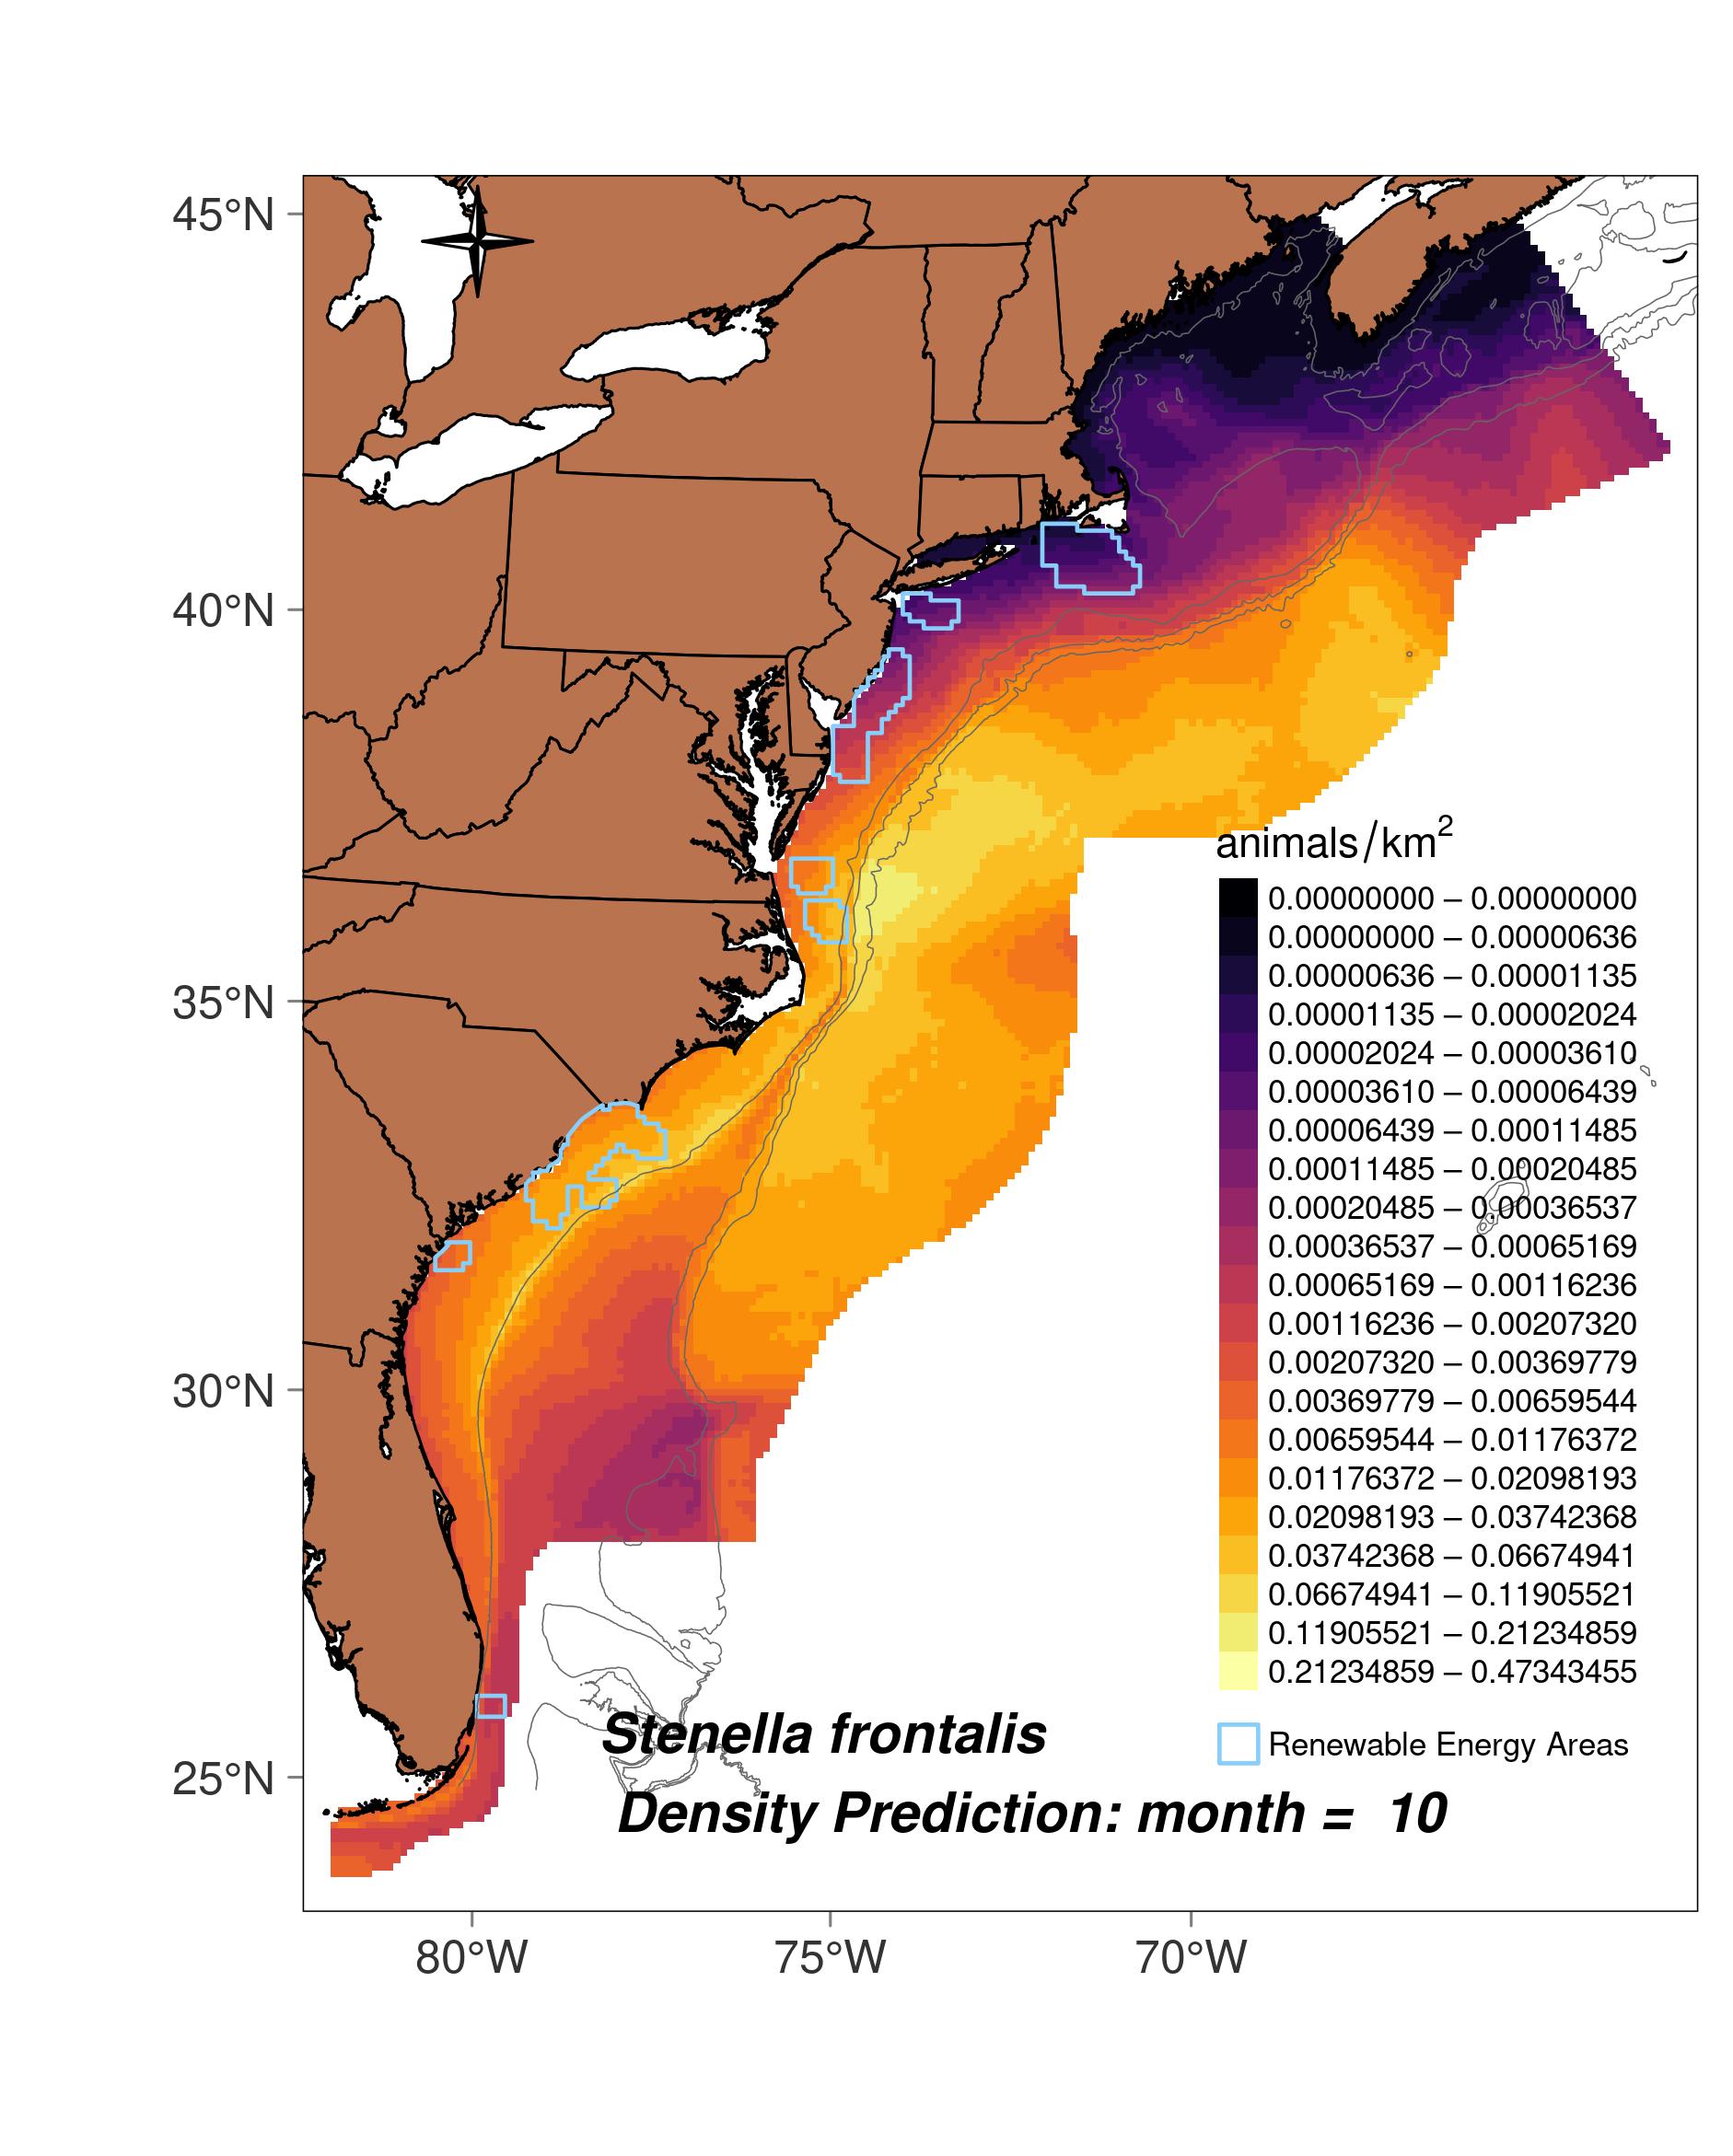 45°N
40°N
35°N
30°N
25°N
80°W
75°W
70°W
animals/km²
0.00000000 – 0.00000000
0.00000000 – 0.00000636
0.00000636 – 0.00001135
0.00001135 – 0.00002024
0.00002024 – 0.00003610
0.00003610 – 0.00006439
0.00006439 – 0.00011485
0.00011485 – 0.00020485
0.00020485 – 0.00036537
0.00036537 – 0.00065169
0.00065169 – 0.00116236
0.00116236 – 0.00207320
0.00207320 – 0.00369779
0.00369779 – 0.00659544
0.00659544 – 0.01176372
0.01176372 – 0.02098193
0.02098193 – 0.03742368
0.03742368 – 0.06674941
0.06674941 – 0.11905521
0.11905521 – 0.21234859
0.21234859 – 0.47343455
Renewable Energy Areas
Stenella frontalis
Density Prediction: month = 10